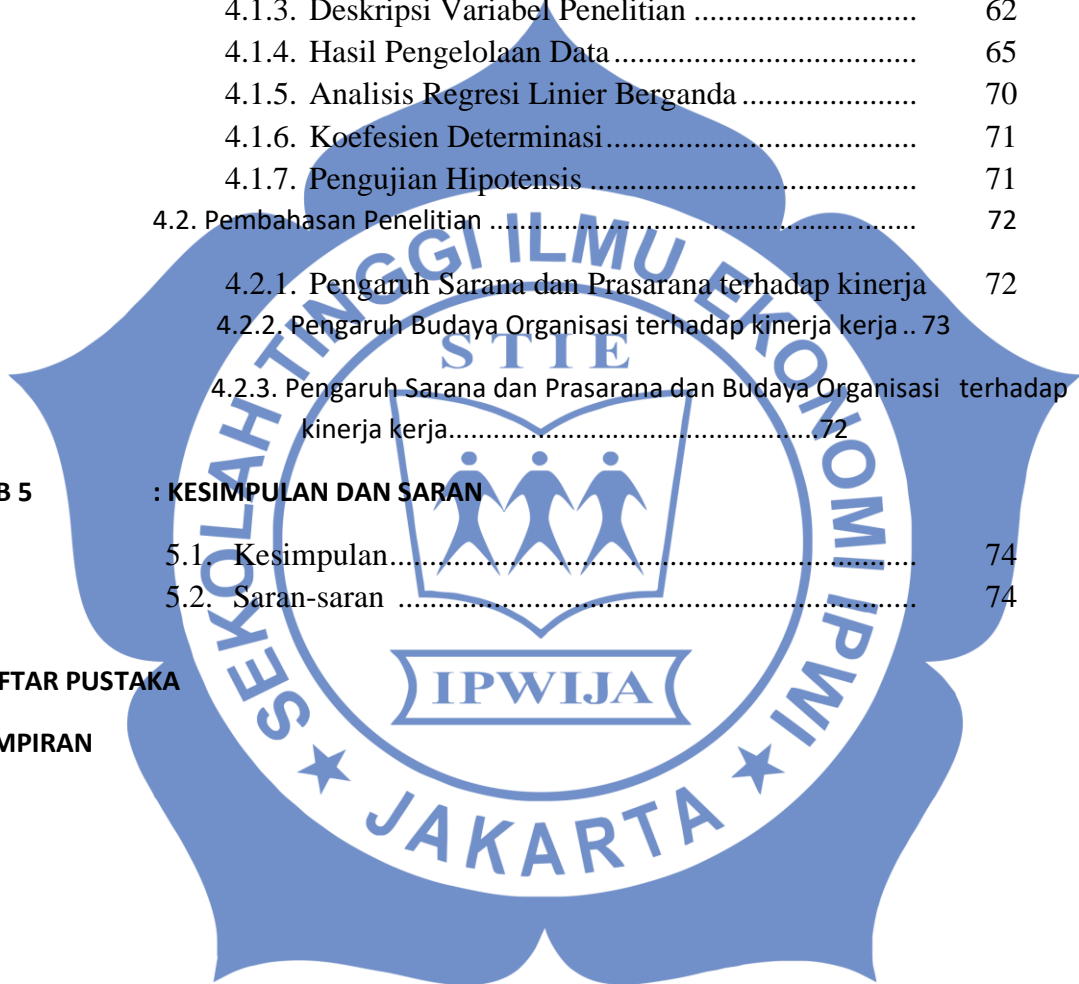 4.1.3. Deskripsi Variabel Penelitian ........................... 62
4.1.4. Hasil Pengelolaan Data..................................... 65
4.1.5. Analisis Regresi Linier Berganda ..................... 70
4.1.6. Koefesien Determinasi...................................... 71
4.1.7. Pengujian Hipotensis ........................................ 71
4.2. Pembahasan Penelitian ........................................................... 72
4.2.1. Pengaruh Sarana dan Prasarana terhadap kinerja 72
4.2.2. Pengaruh Budaya Organisasi terhadap kinerja kerja .. 73
4.2.3. Pengaruh Sarana dan Prasarana dan Budaya Organisasi terhadap
kinerja kerja..................................................72
B 5 : KESIMPULAN DAN SARAN
5.1. Kesimpulan................................................................ 74
5.2. Saran-saran ............................................................... 74
FTAR PUSTAKA
MPIRAN
SEKOLAH TINGGI ILMU EKONOMI IPWI
STIE
IPWIJA
JAKARTA